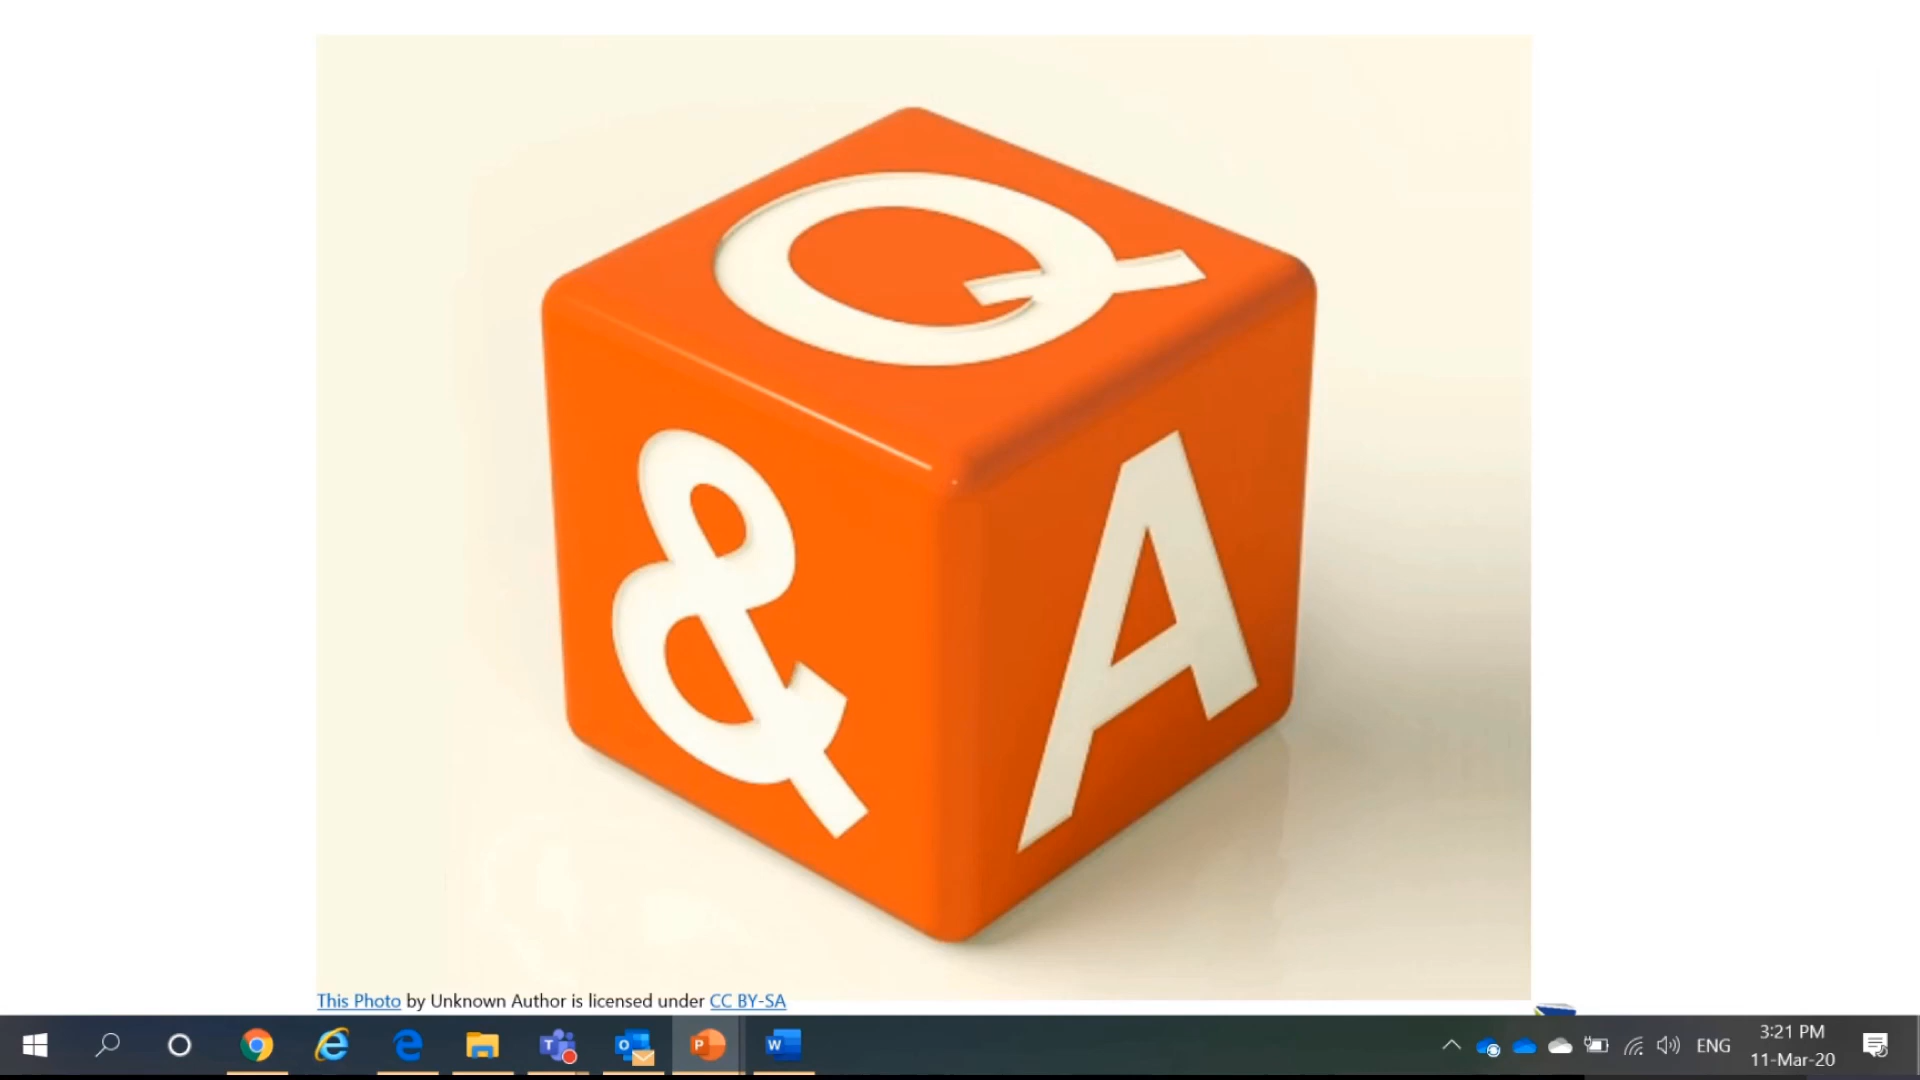 Q
& A
This Photo by Unknown Author is licensed under CC BY-SA
ENG
3:21 PM
11-Mar-20